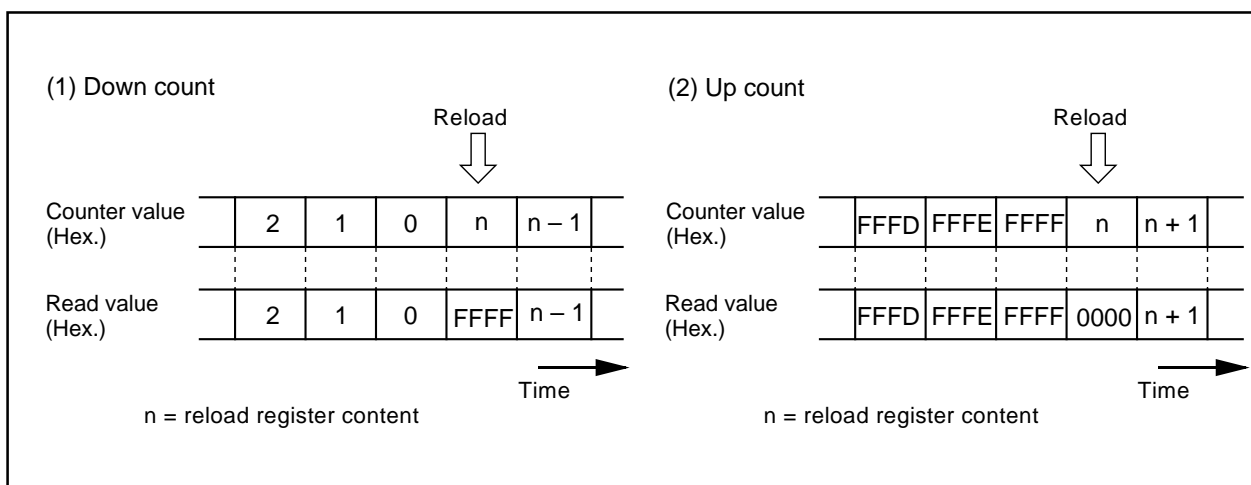 (1) Down count
Reload
Counter value
(Hex.)
2 1 0 n n – 1
Read value
(Hex.)
2 1 0 FFFF n – 1
Time
n = reload register content
(2) Up count
Reload
Counter value
(Hex.)
FFFD FFFE FFFF n n + 1
Read value
(Hex.)
FFFD FFFE FFFF 0000 n + 1
Time
n = reload register content